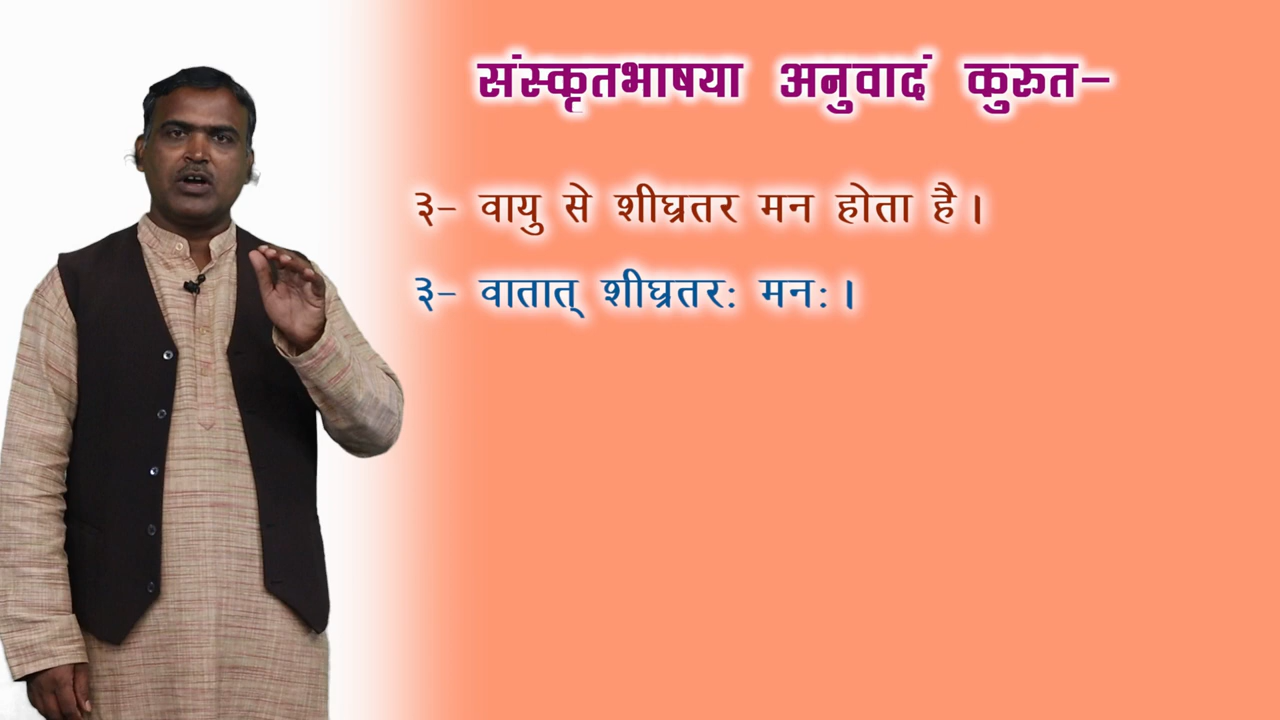 संस्कृतभाषया अनुवादं कुरूत-
३- वायु से शीघ्रतर मन होता है।
३- वातात् शीघ्रतरः मनः।